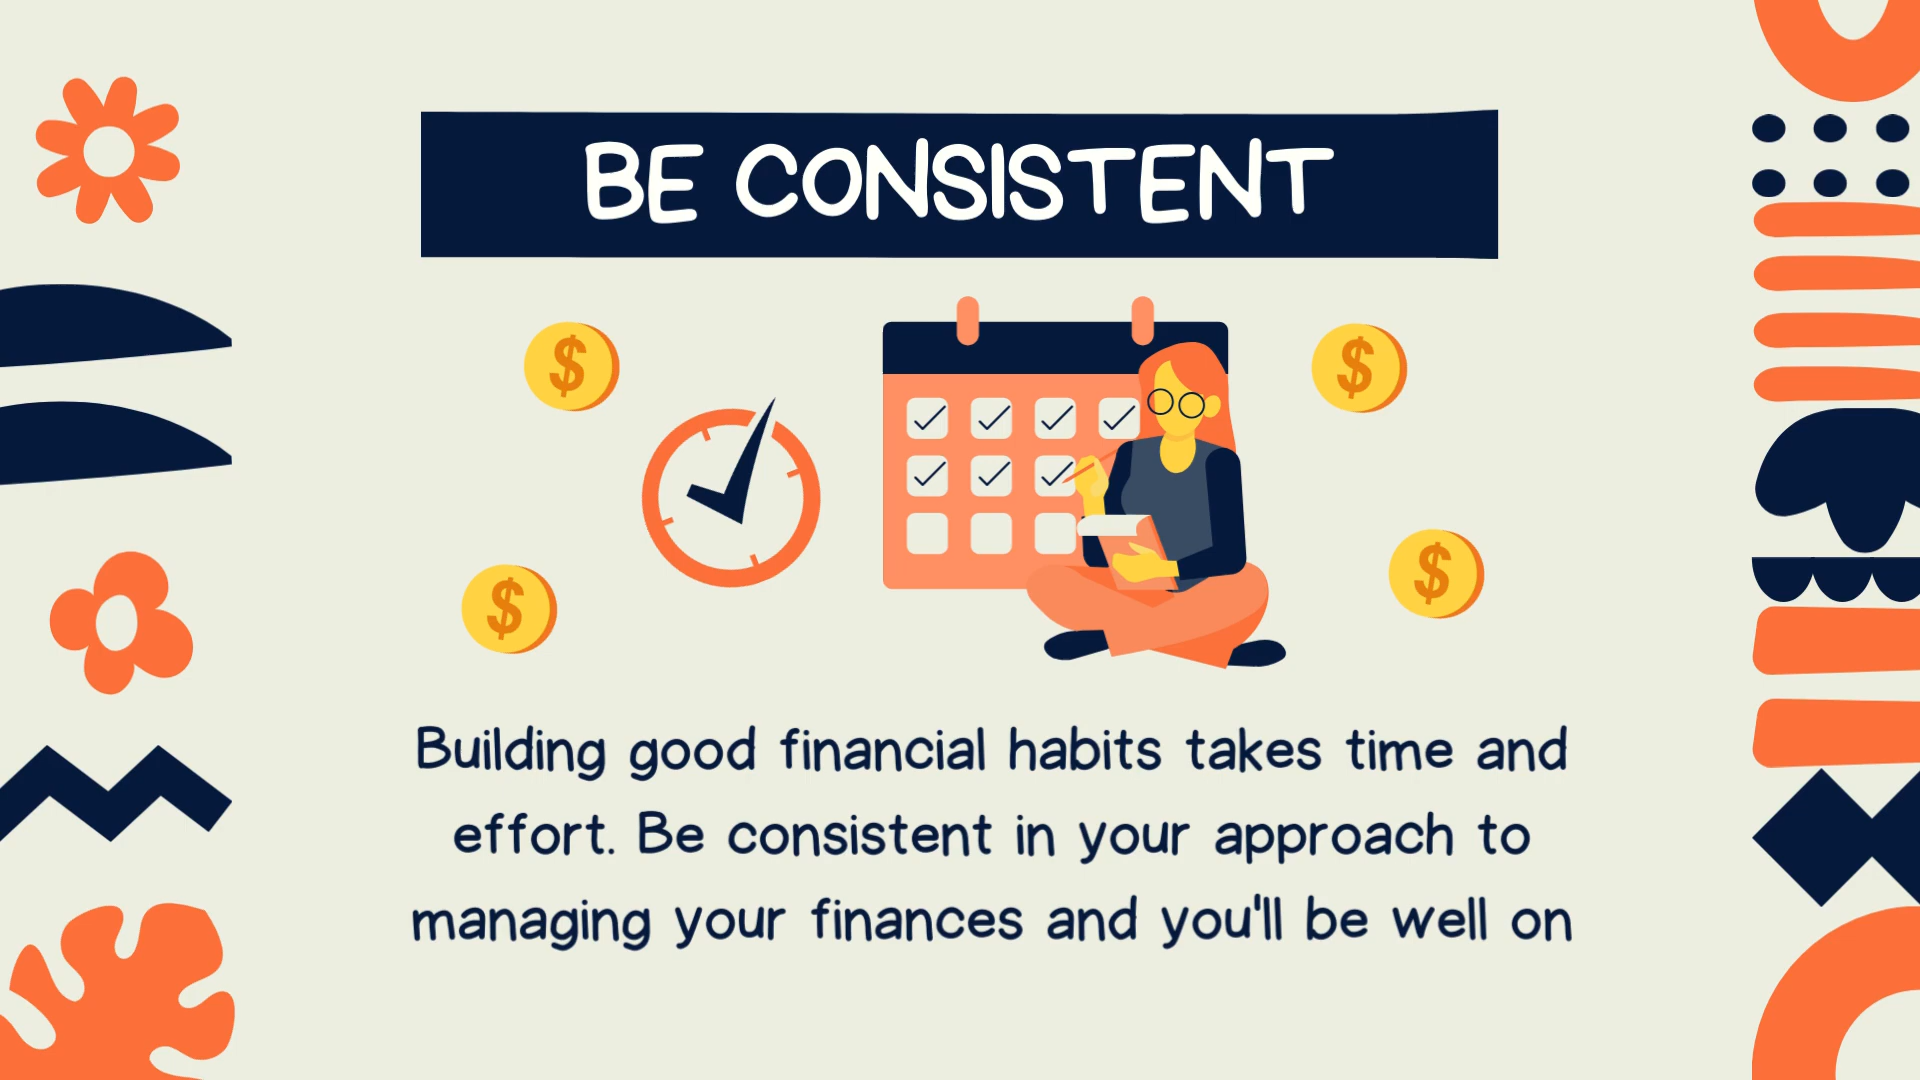 BE CONSISTENT
$
$
$
$
Building good financial habits takes time and
effort. Be consistent in your approach to
managing your finances and you'll be well on